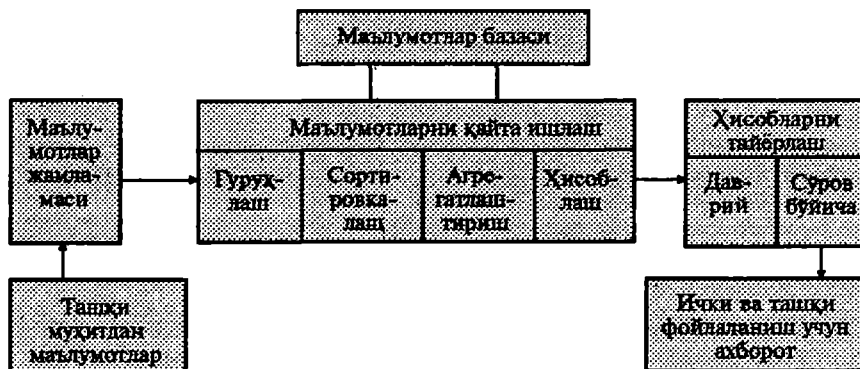 Маълумотлар базаси
Маълу-
мотлар
жамла-
маси
Маълумотларни қайта ишлаш
Гуруҳ-
лаш
Сорти-
ровка-
лаш
Агре-
гатлаш-
тириш
Ҳисоб-
лаш
Ҳисобларни
тайёрлаш
Дав-
рий
Сўров
бўйича
Ташқи
муҳитдан
маълумотлар
Ички ва ташқи
фойдаланиш учун
ахборот